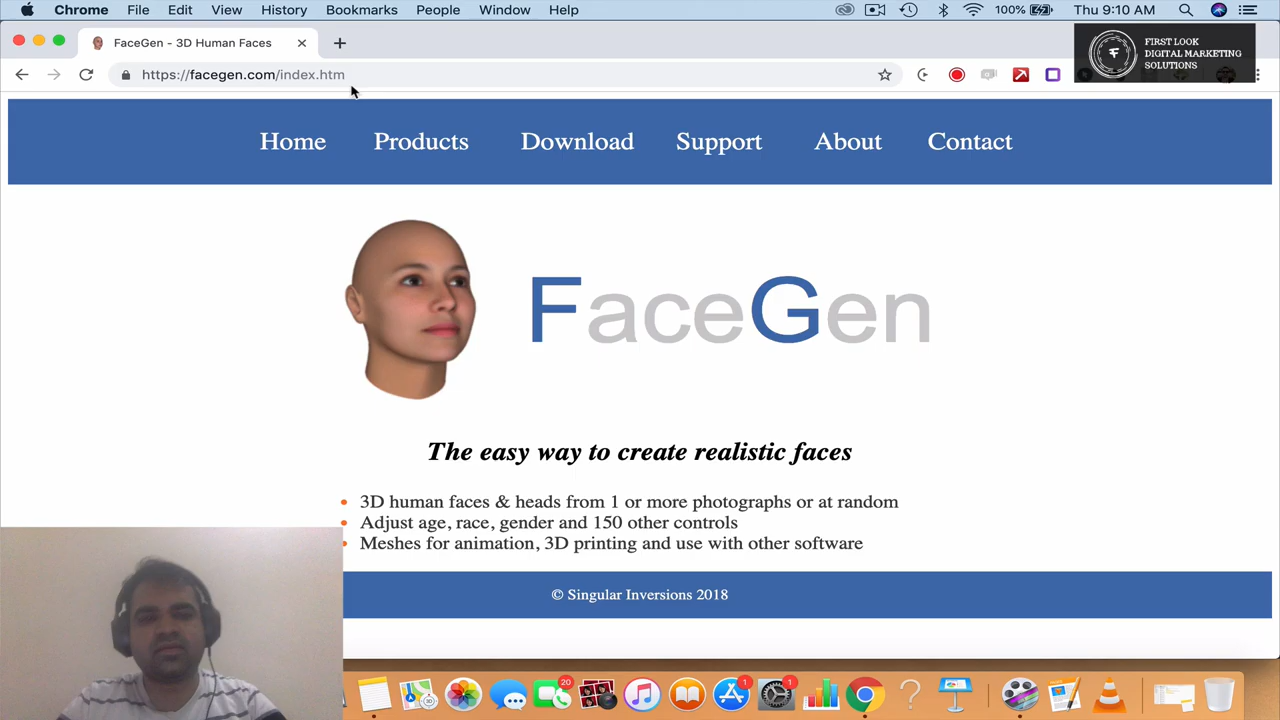 Chrome File Edit View History Bookmarks People Window Help 100% Thu 9:10 AM
FaceGen - 3D Human Faces
https://facegen.com/index.htm
FIRST LOOK
DIGITAL MARKETING
SOLUTIONS
Home Products Download Support About Contact
FaceGen
The easy way to create realistic faces
3D human faces & heads from 1 or more photographs or at random
Adjust age, race, gender and 150 other controls
Meshes for animation, 3D printing and use with other software
© Singular Inversions 2018
20
1
1